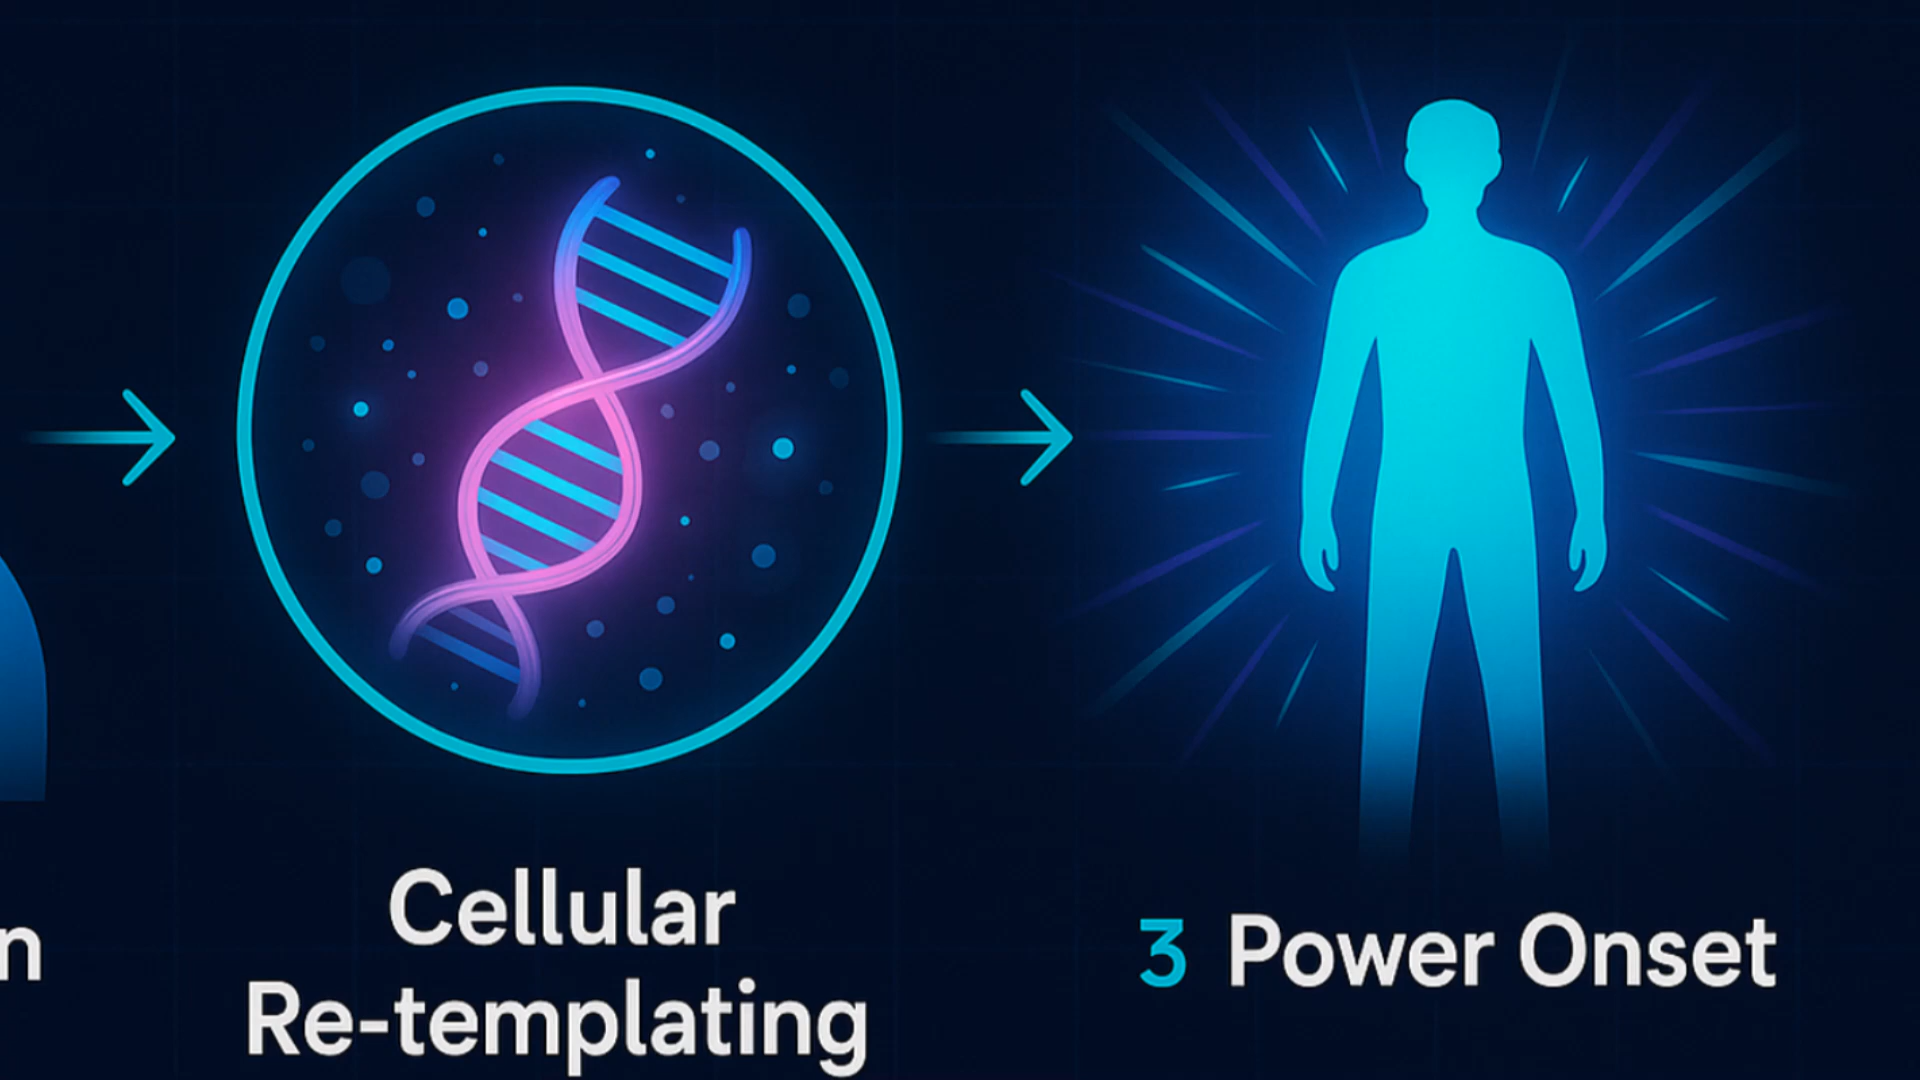 n
Cellular
Re-templating
3 Power Onset